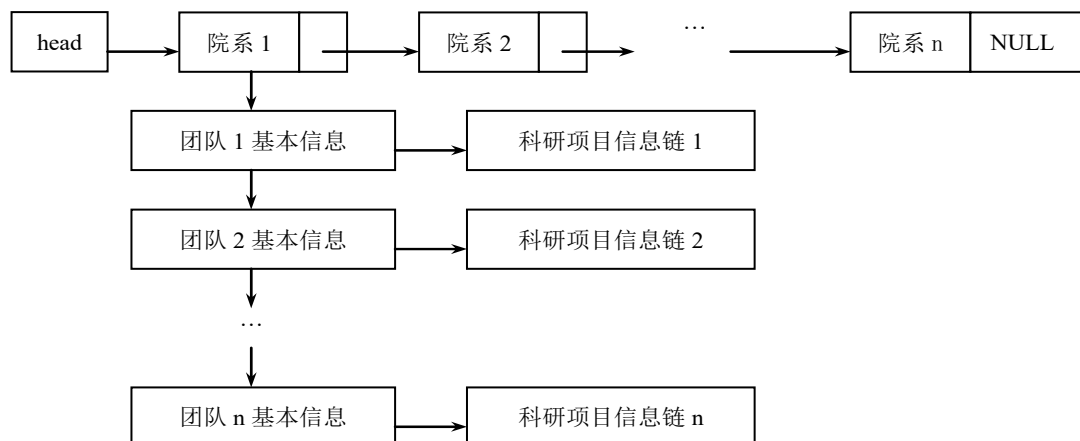 head 院系 1 院系 2 … 院系 n NULL
团队 1 基本信息 科研项目信息链 1
团队 2 基本信息 科研项目信息链 2
…
团队 n 基本信息 科研项目信息链 n